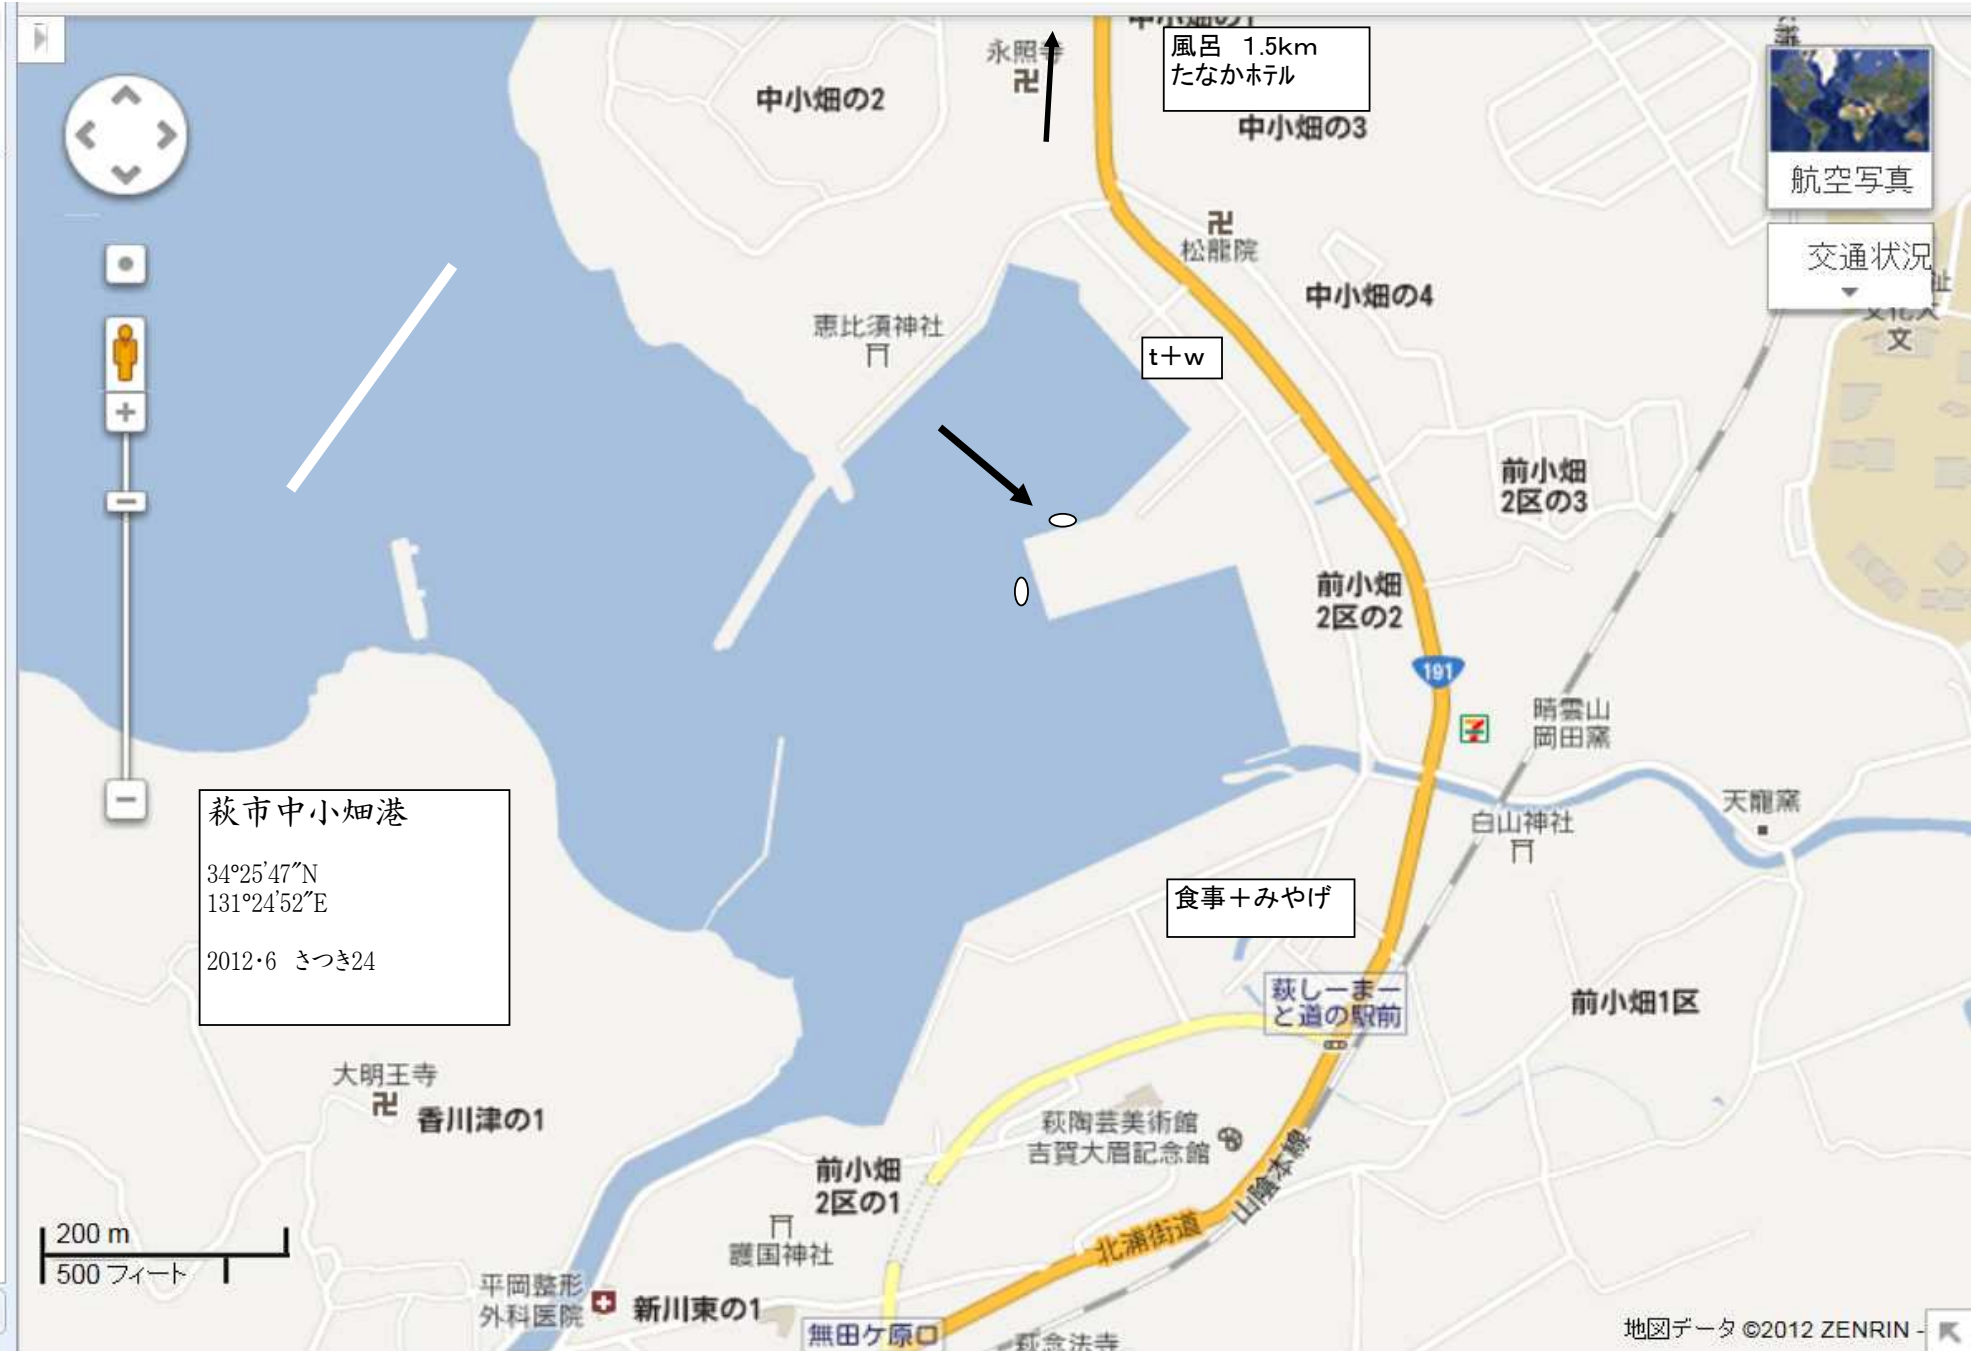 永照寺
風呂　1.5km
たなかホテル
中小畑の2
中小畑の3
航空写真
松龍院
交通状況
中小畑の4
恵比須神社
文
t＋w
前小畑
2区の3
前小畑
2区の2
191
晴雲山
岡田窯
天龍窯
白山神社
萩市中小畑港
34°25′47″N
131°24′52″E
2012・6　さつき24
食事＋みやげ
萩しーまー
と道の駅前
前小畑1区
大明王寺
香川津の1
萩陶芸美術館
吉賀大眉記念館
山陰本線
前小畑
2区の1
護国神社
北浦街道
200 m
500 フィート
平岡整形
外科医院
新川東の1
無田ケ原口
萩念法寺
地図データ ©2012 ZENRIN -